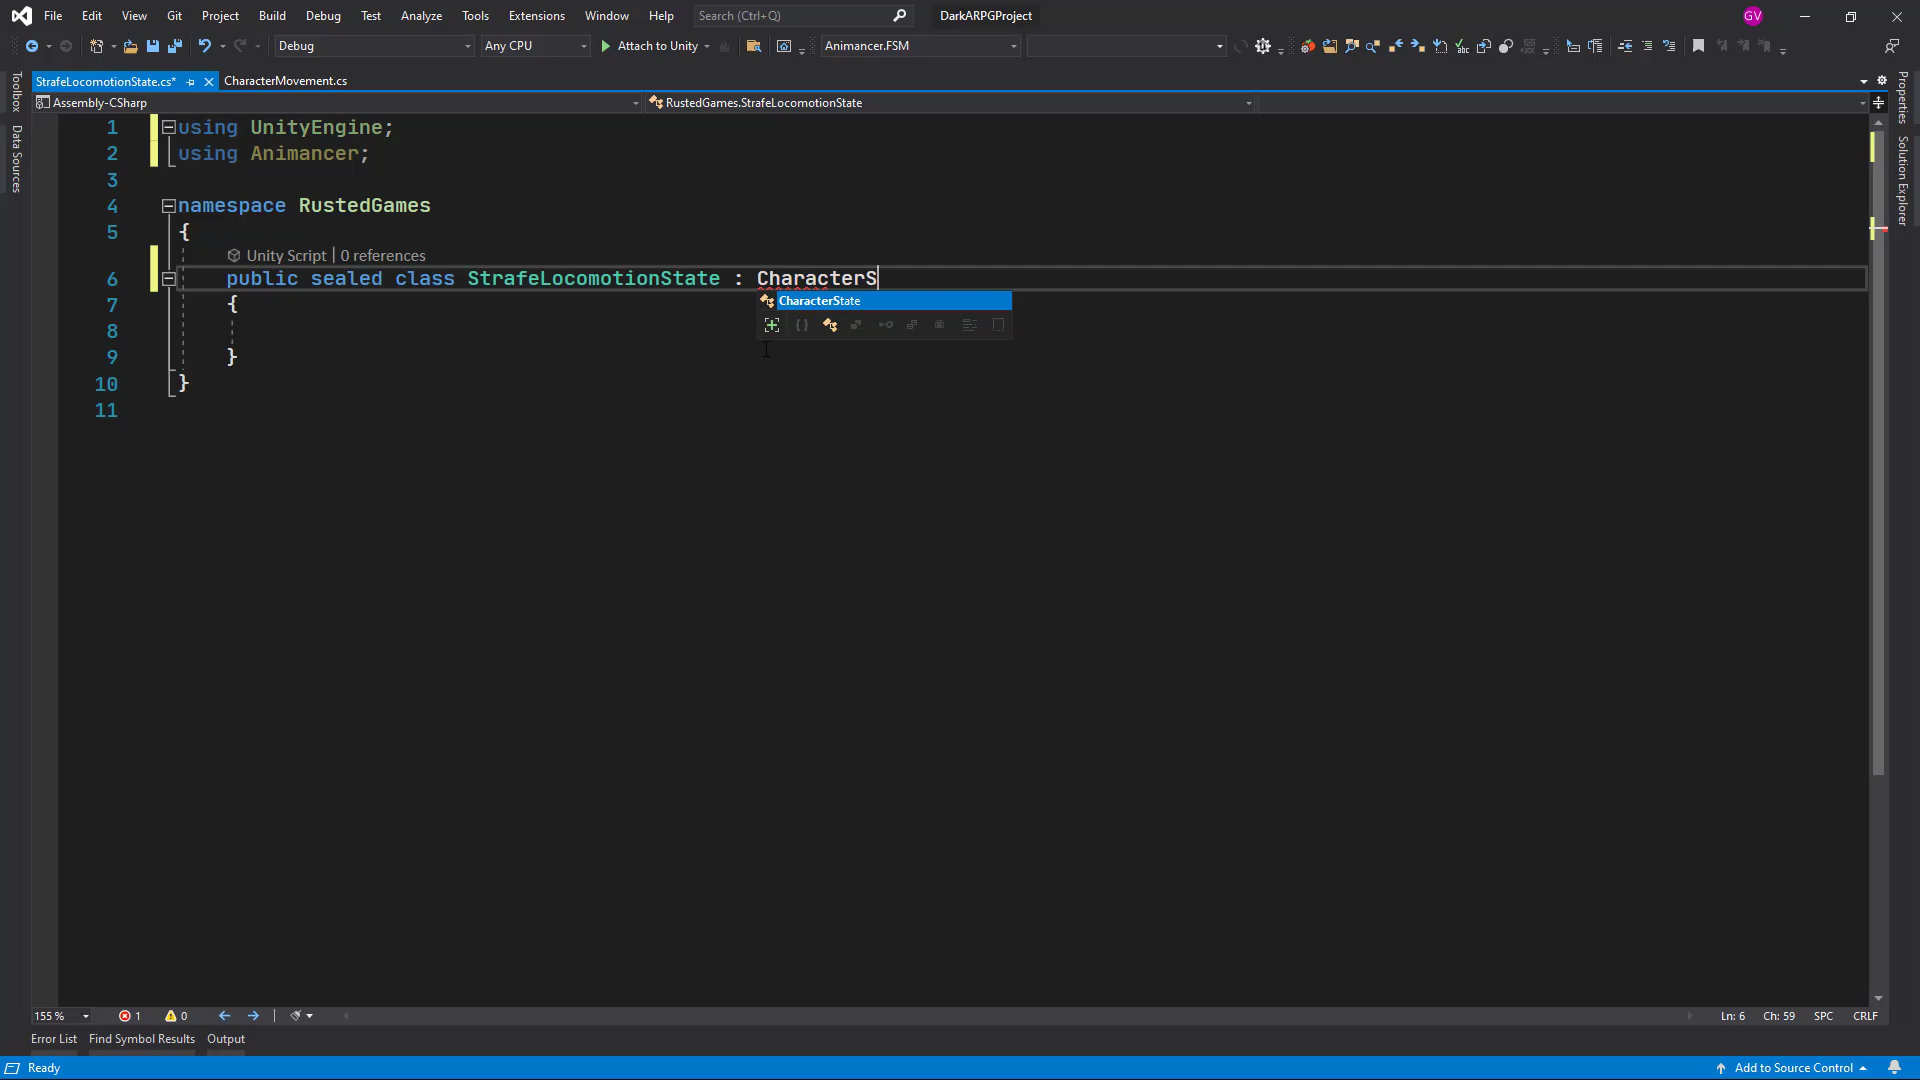 File Edit View Git Project Build Debug Test Analyze Tools Extensions Window Help Search (Ctrl+Q) DarkARPGProject GV
Debug Any CPU Attach to Unity Animancer.FSM
StrafeLocomotionState.cs* CharacterMovement.cs
Assembly-CSharp RustedGames.StrafeLocomotionState
Toolbox
Data Sources
Properties
Solution Explorer
1 using UnityEngine;
2 using Animancer;
3
4 namespace RustedGames
5 {
Unity Script | 0 references
6 public sealed class StrafeLocomotionState : CharacterS
CharacterState
7 {
8
9 }
10 }
11
155 % 1 0 Ln: 6 Ch: 59 SPC CRLF
Error List Find Symbol Results Output
Ready Add to Source Control